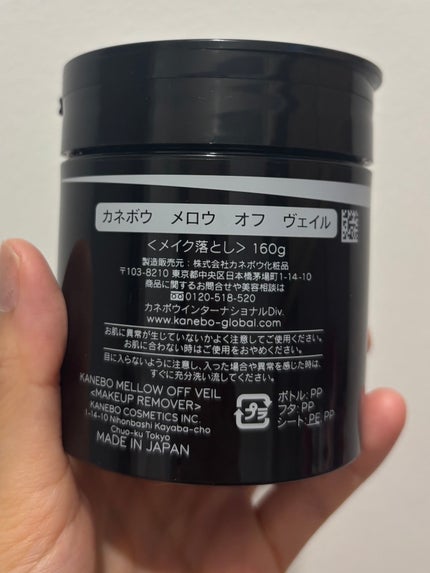 カネボウ メロウ オフ ヴェイル
<メイク落とし> 160g
製造販売元：株式会社カネボウ化粧品
〒103-8210 東京都中央区日本橋茅場町1-14-10
商品に関するお問合せや美容相談は
0120-518-520
カネボウインターナショナルDiv.
www.kanebo-global.com
お肌に異常が生じていないかよく注意してご使用ください。
お肌に合わない時はご使用をおやめください。
目に入らないように注意し、入った場合や異常を感じた時は、
すぐに充分洗い流してください。
KANEBO MELLOW OFF VEIL
<MAKEUP REMOVER>
KANEBO COSMETICS INC.
1-14-10 Nihonbashi Kayaba-cho
Chuo-ku Tokyo
MADE IN JAPAN
プラ
ボトル: PP
フタ: PP
シート: PE, PP